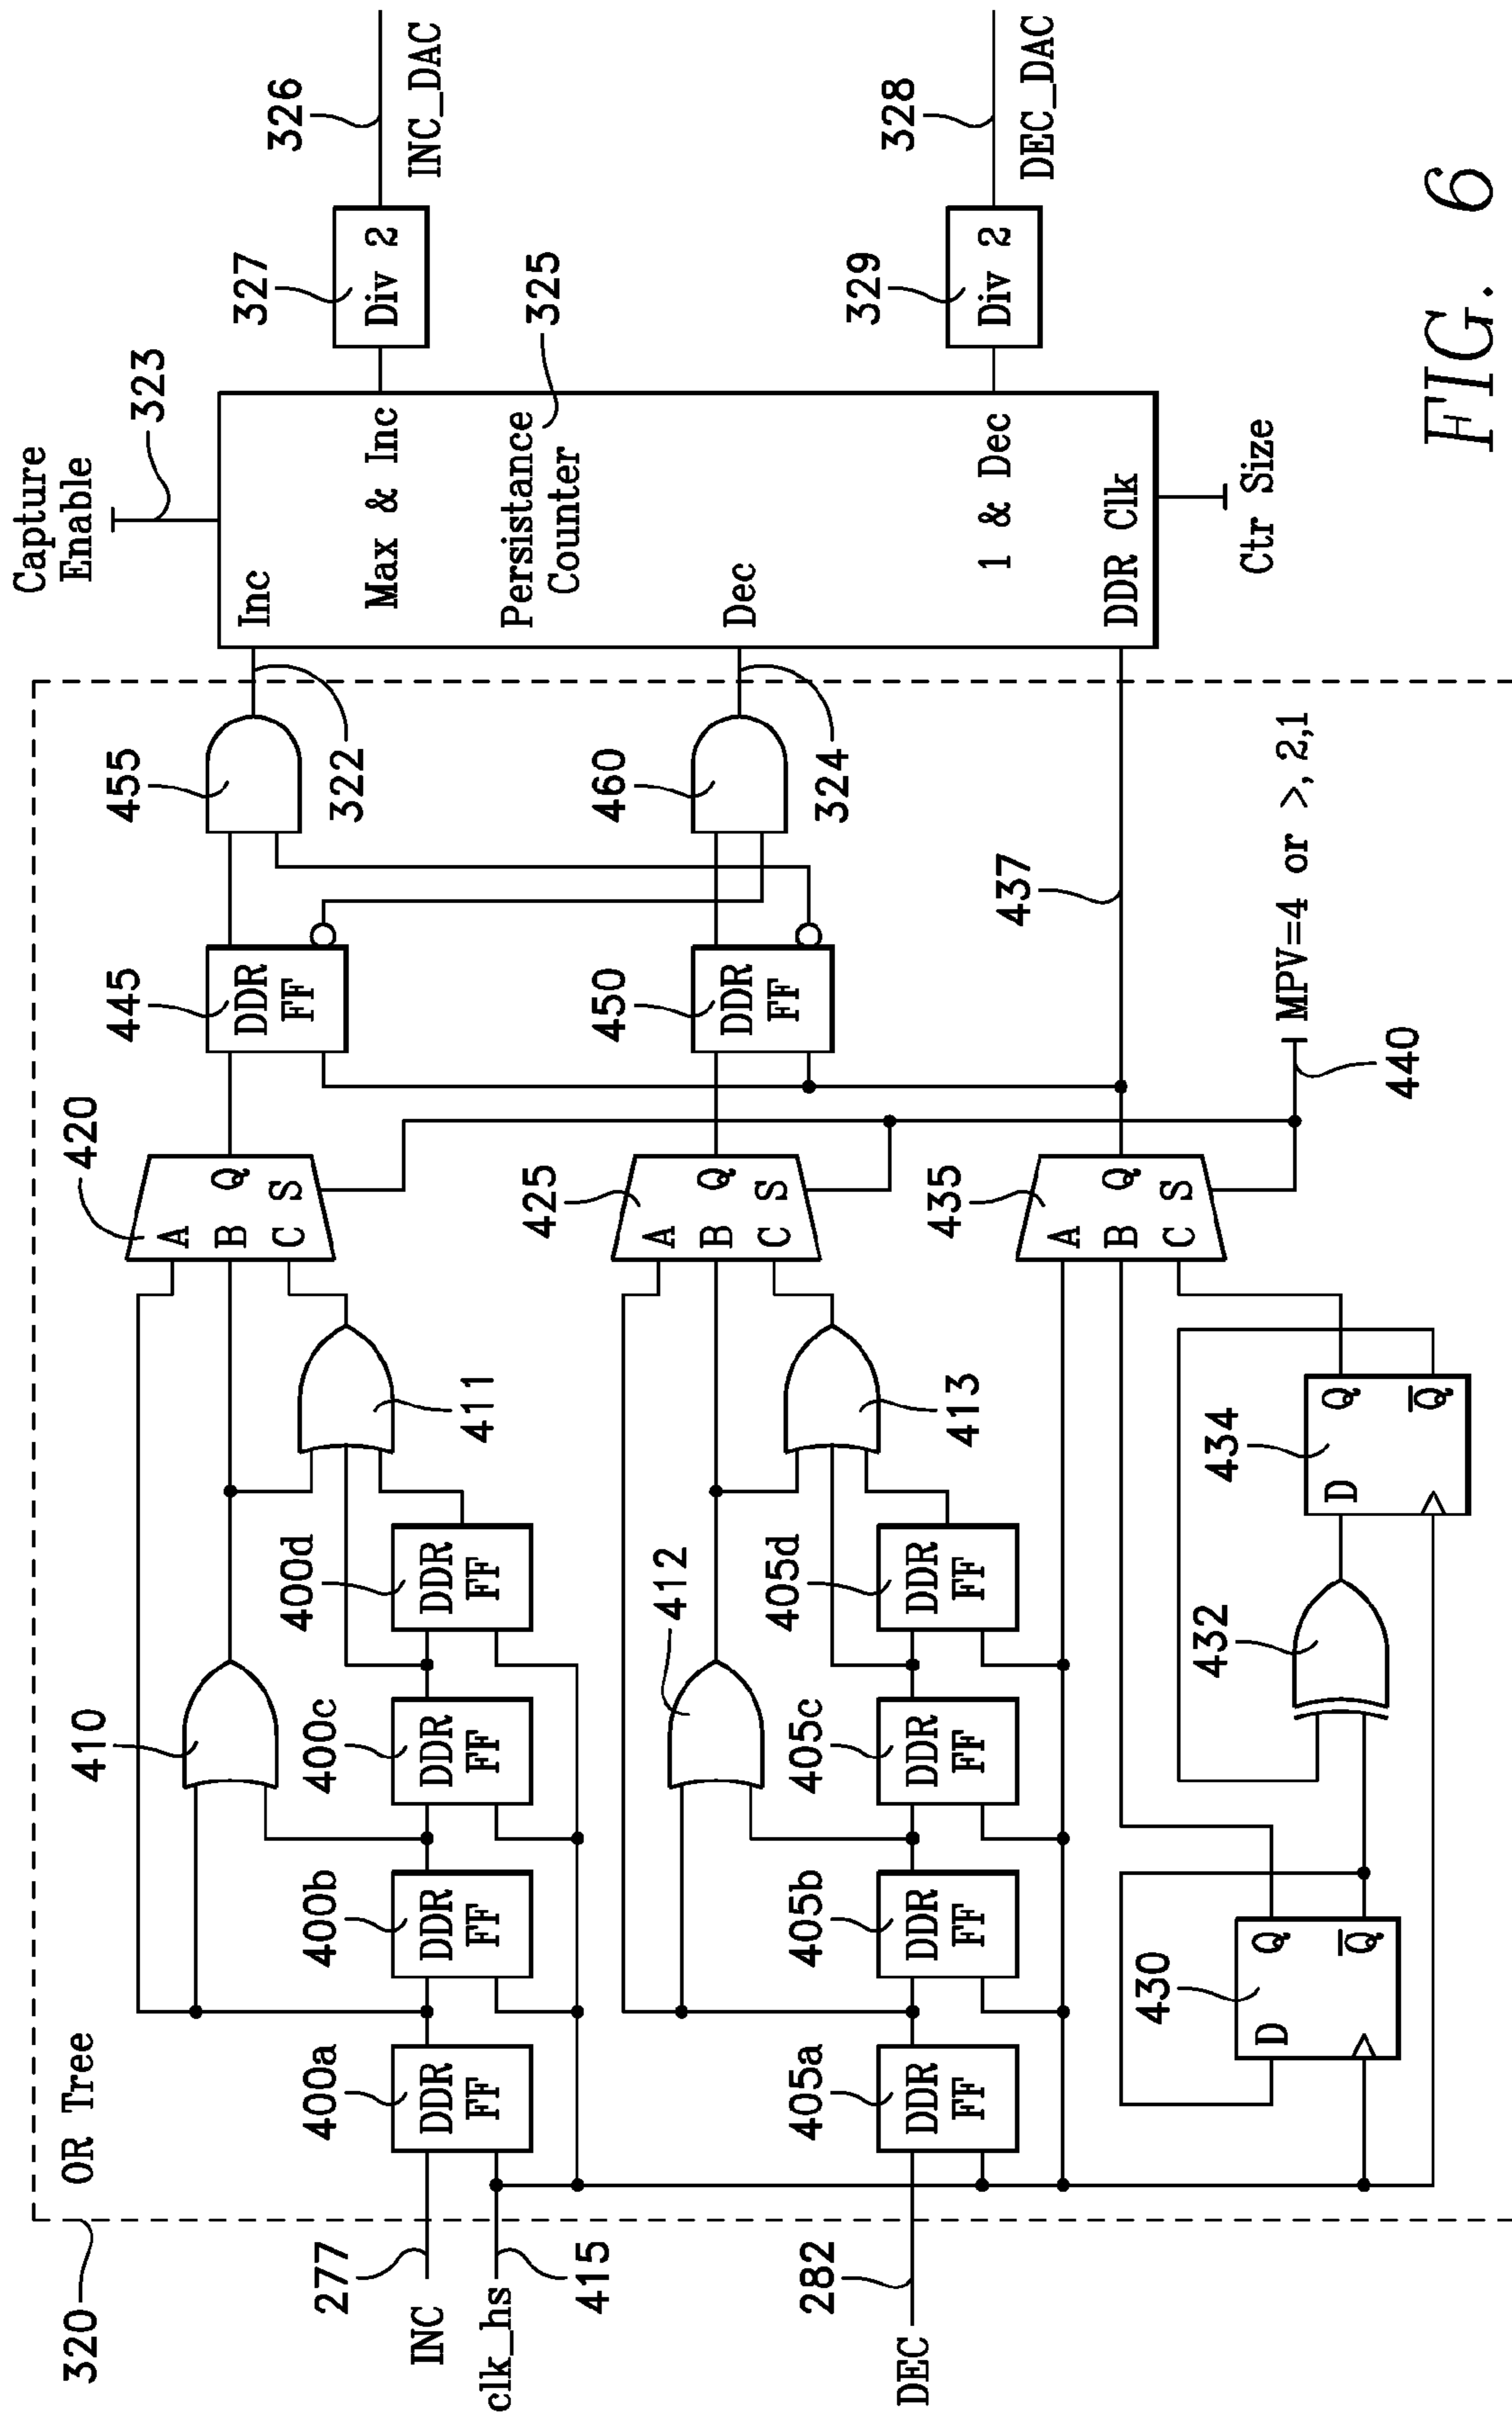 320
OR Tree
Capture
Enable
323
Inc
Max & Inc
Persistance
Counter
325
Dec
1 & Dec
DDR Clk
Ctr Size
327
Div 2
326
INC_DAC
329
Div 2
328
DEC_DAC
455
322
460
324
445
DDR
FF
450
DDR
FF
437
420
A
B
C
Q
S
425
A
B
C
Q
S
435
A
B
C
Q
S
MPV=4 or >, 2,1
440
410
411
400a
DDR
FF
400b
DDR
FF
400c
DDR
FF
400d
DDR
FF
277
INC
clk_hs
415
412
413
405a
DDR
FF
405b
DDR
FF
405c
DDR
FF
405d
DDR
FF
282
DEC
430
D
Q
Q̅
432
434
D
Q
Q̅
FIG. 6